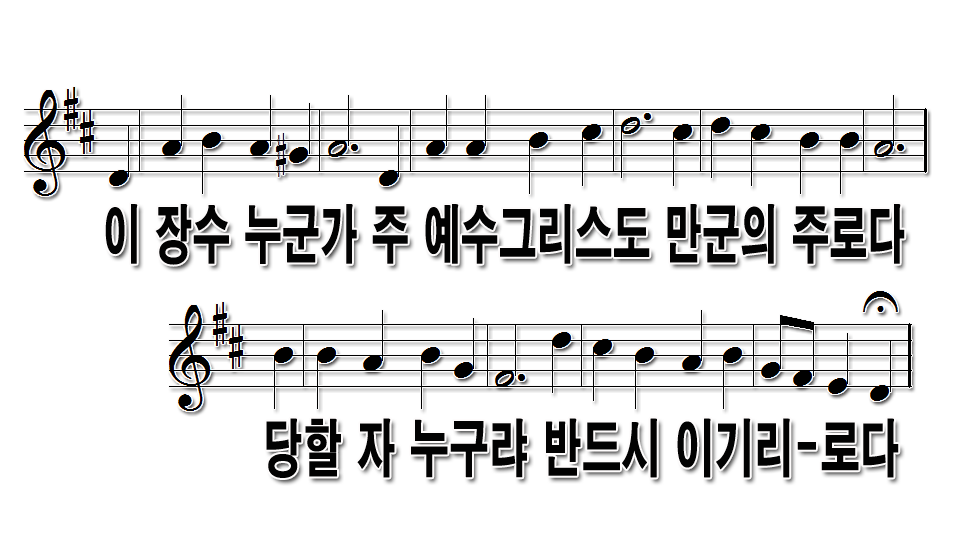 이 장수 누군가 주 예수그리스도 만군의 주로다
당할 자 누구랴 반드시 이기리-로다